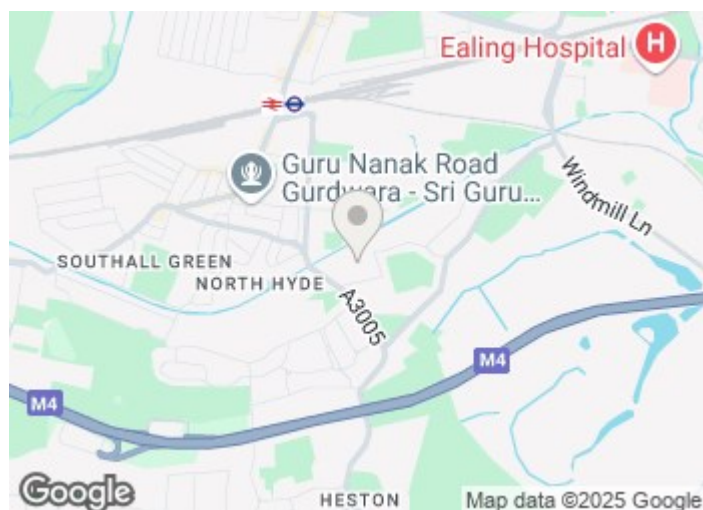 Ealing Hospital
H
Guru Nanak Road
Gurdwara - Sri Guru...
Windmill Ln
SOUTHALL GREEN
NORTH HYDE
A3005
M4
M4
HESTON
Google
Map data ©2025 Google